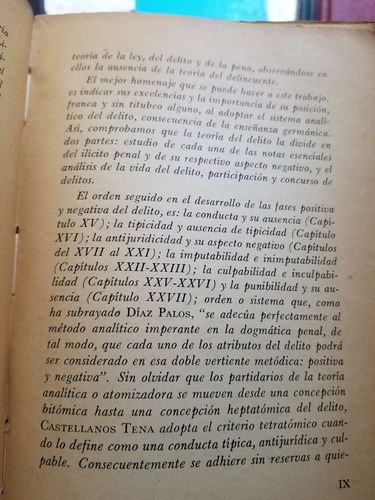 teoría de la ley, del delito y de la pena, observándose en
ellos la ausencia de la teoría del delincuente.
El mejor homenaje que se puede hacer a este trabajo,
es indicar sus excelencias y la importancia de su posición,
franca y sin titubeo alguno, al adoptar el sistema analí-
tico del delito, consecuencia de la enseñanza germánica.
Así, comprobamos que la teoría del delito la divide en
dos partes: estudio de cada una de las notas esenciales
del ilícito penal y de su respectivo aspecto negativo, y el
análisis de la vida del delito, participación y concurso de
delitos.
El orden seguido en el desarrollo de las fases positiva
y negativa del delito, es: la conducta y su ausencia (Capí-
tulo XV); la tipicidad y ausencia de tipicidad (Capítulo
XVI); la antijuridicidad y su aspecto negativo (Capítulos
del XVII al XXI); la imputabilidad e inimputabilidad
(Capítulos XXII-XXIII); la culpabilidad e inculpabi-
lidad (Capítulos XXV-XXVI) y la punibilidad y su au-
sencia (Capítulo XXVII); orden o sistema que, como
ha subrayado DÍAZ PALOS, "se adecúa perfectamente al
método analítico imperante en la dogmática penal, de
tal modo, que cada uno de los atributos del delito podrá
ser considerado en esa doble vertiente metódica: positiva
y negativa". Sin olvidar que los partidarios de la teoría
analítica o atomizadora se mueven desde una concepción
bitómica hasta una concepción heptatómica del delito,
CASTELLANOS TENA adopta el criterio tetratómico cuan-
do lo define como una conducta típica, antijurídica y cul-
pable. Consecuentemente se adhiere sin reservas a quie-
IX